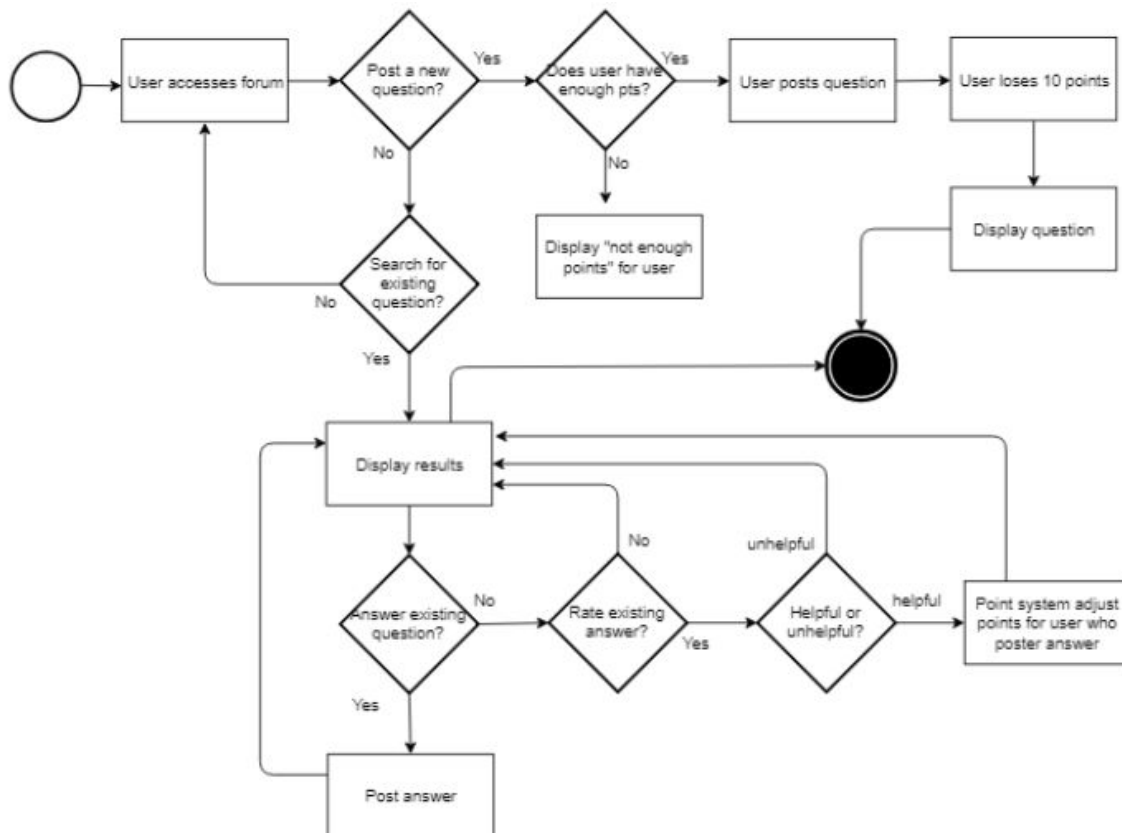 User accesses forum
Post a new
question?
Yes
Does user have
enough pts?
Yes
User posts question
User loses 10 points
No
No
Display "not enough
points" for user
Display question
Search for
existing
question?
No
Yes
Display results
No
unhelpful
Answer existing
question?
No
Rate existing
answer?
Yes
Helpful or
unhelpful?
helpful
Point system adjust
points for user who
poster answer
Yes
Post answer